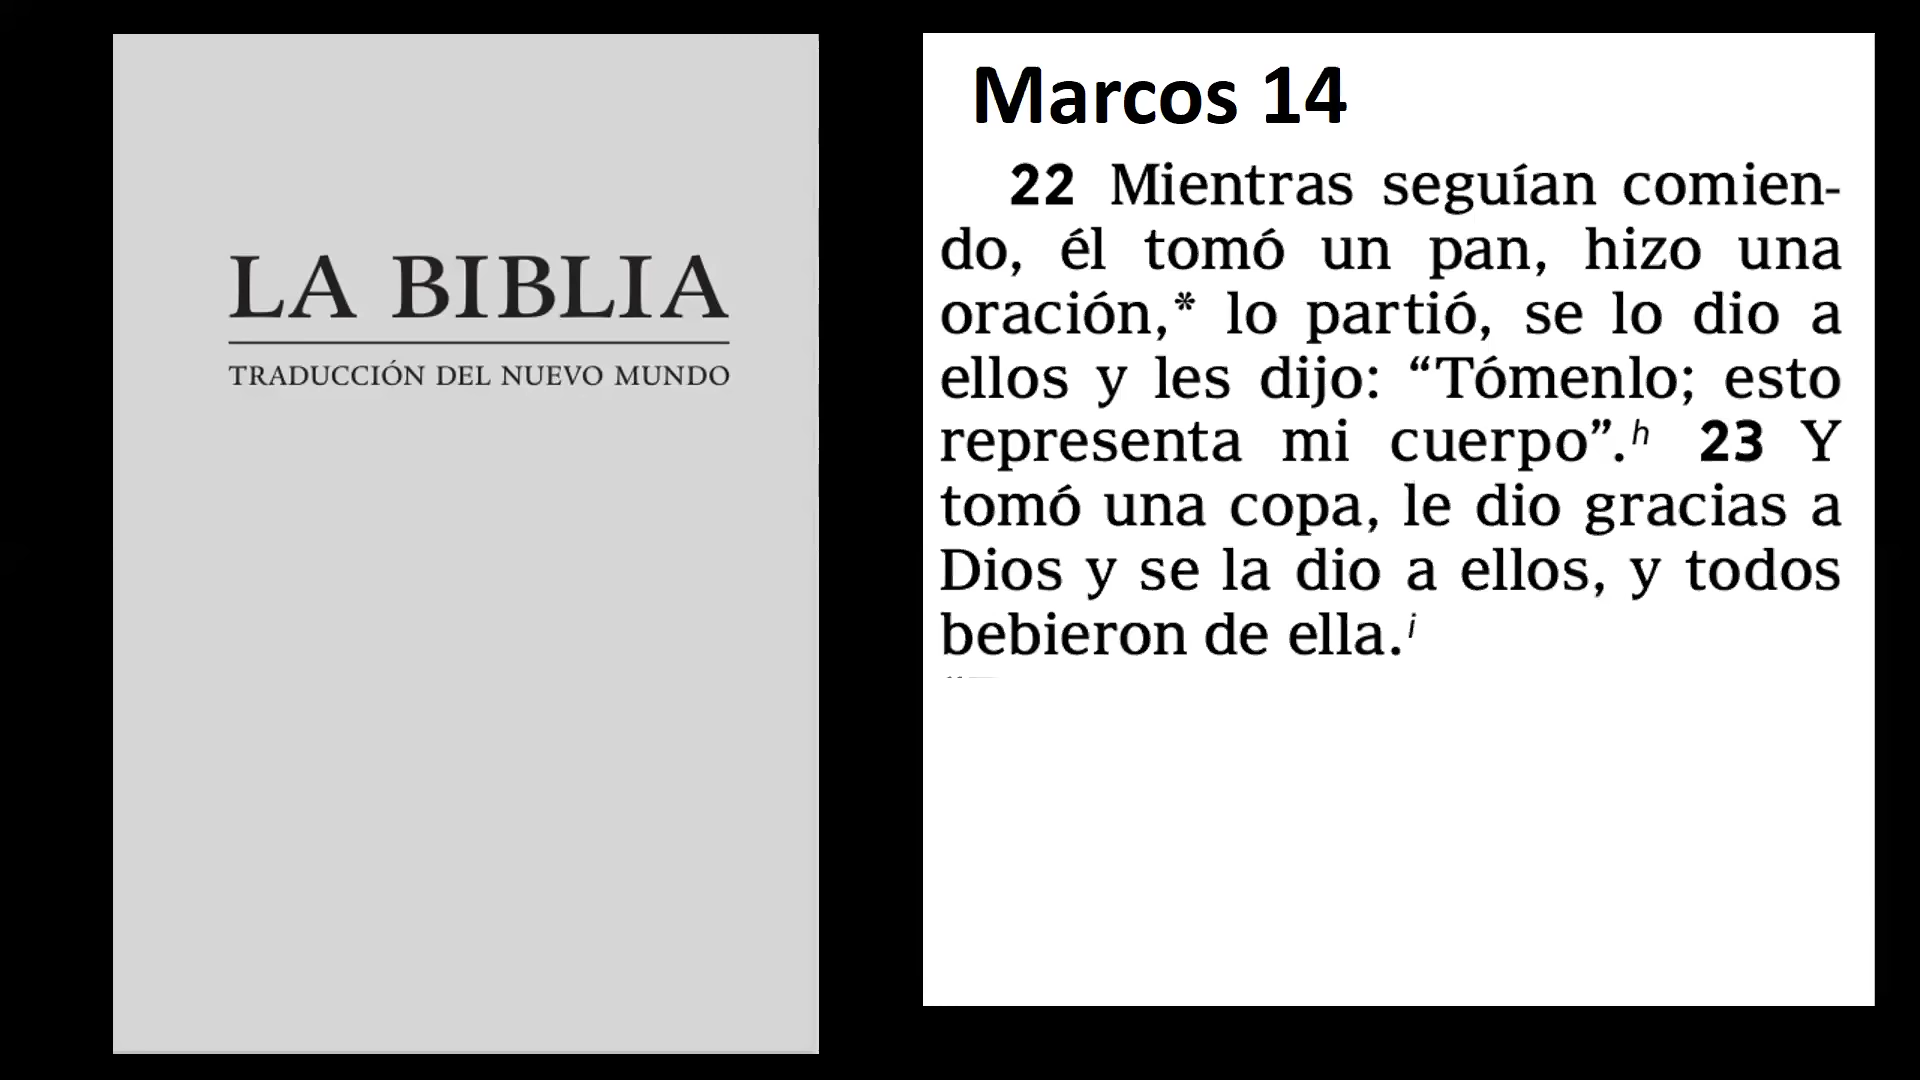 LA BIBLIA
TRADUCCIÓN DEL NUEVO MUNDO
Marcos 14
22 Mientras seguían comien-
do, él tomó un pan, hizo una
oración,* lo partió, se lo dio a
ellos y les dijo: “Tómenlo; esto
representa mi cuerpo”.h 23 Y
tomó una copa, le dio gracias a
Dios y se la dio a ellos, y todos
bebieron de ella.i